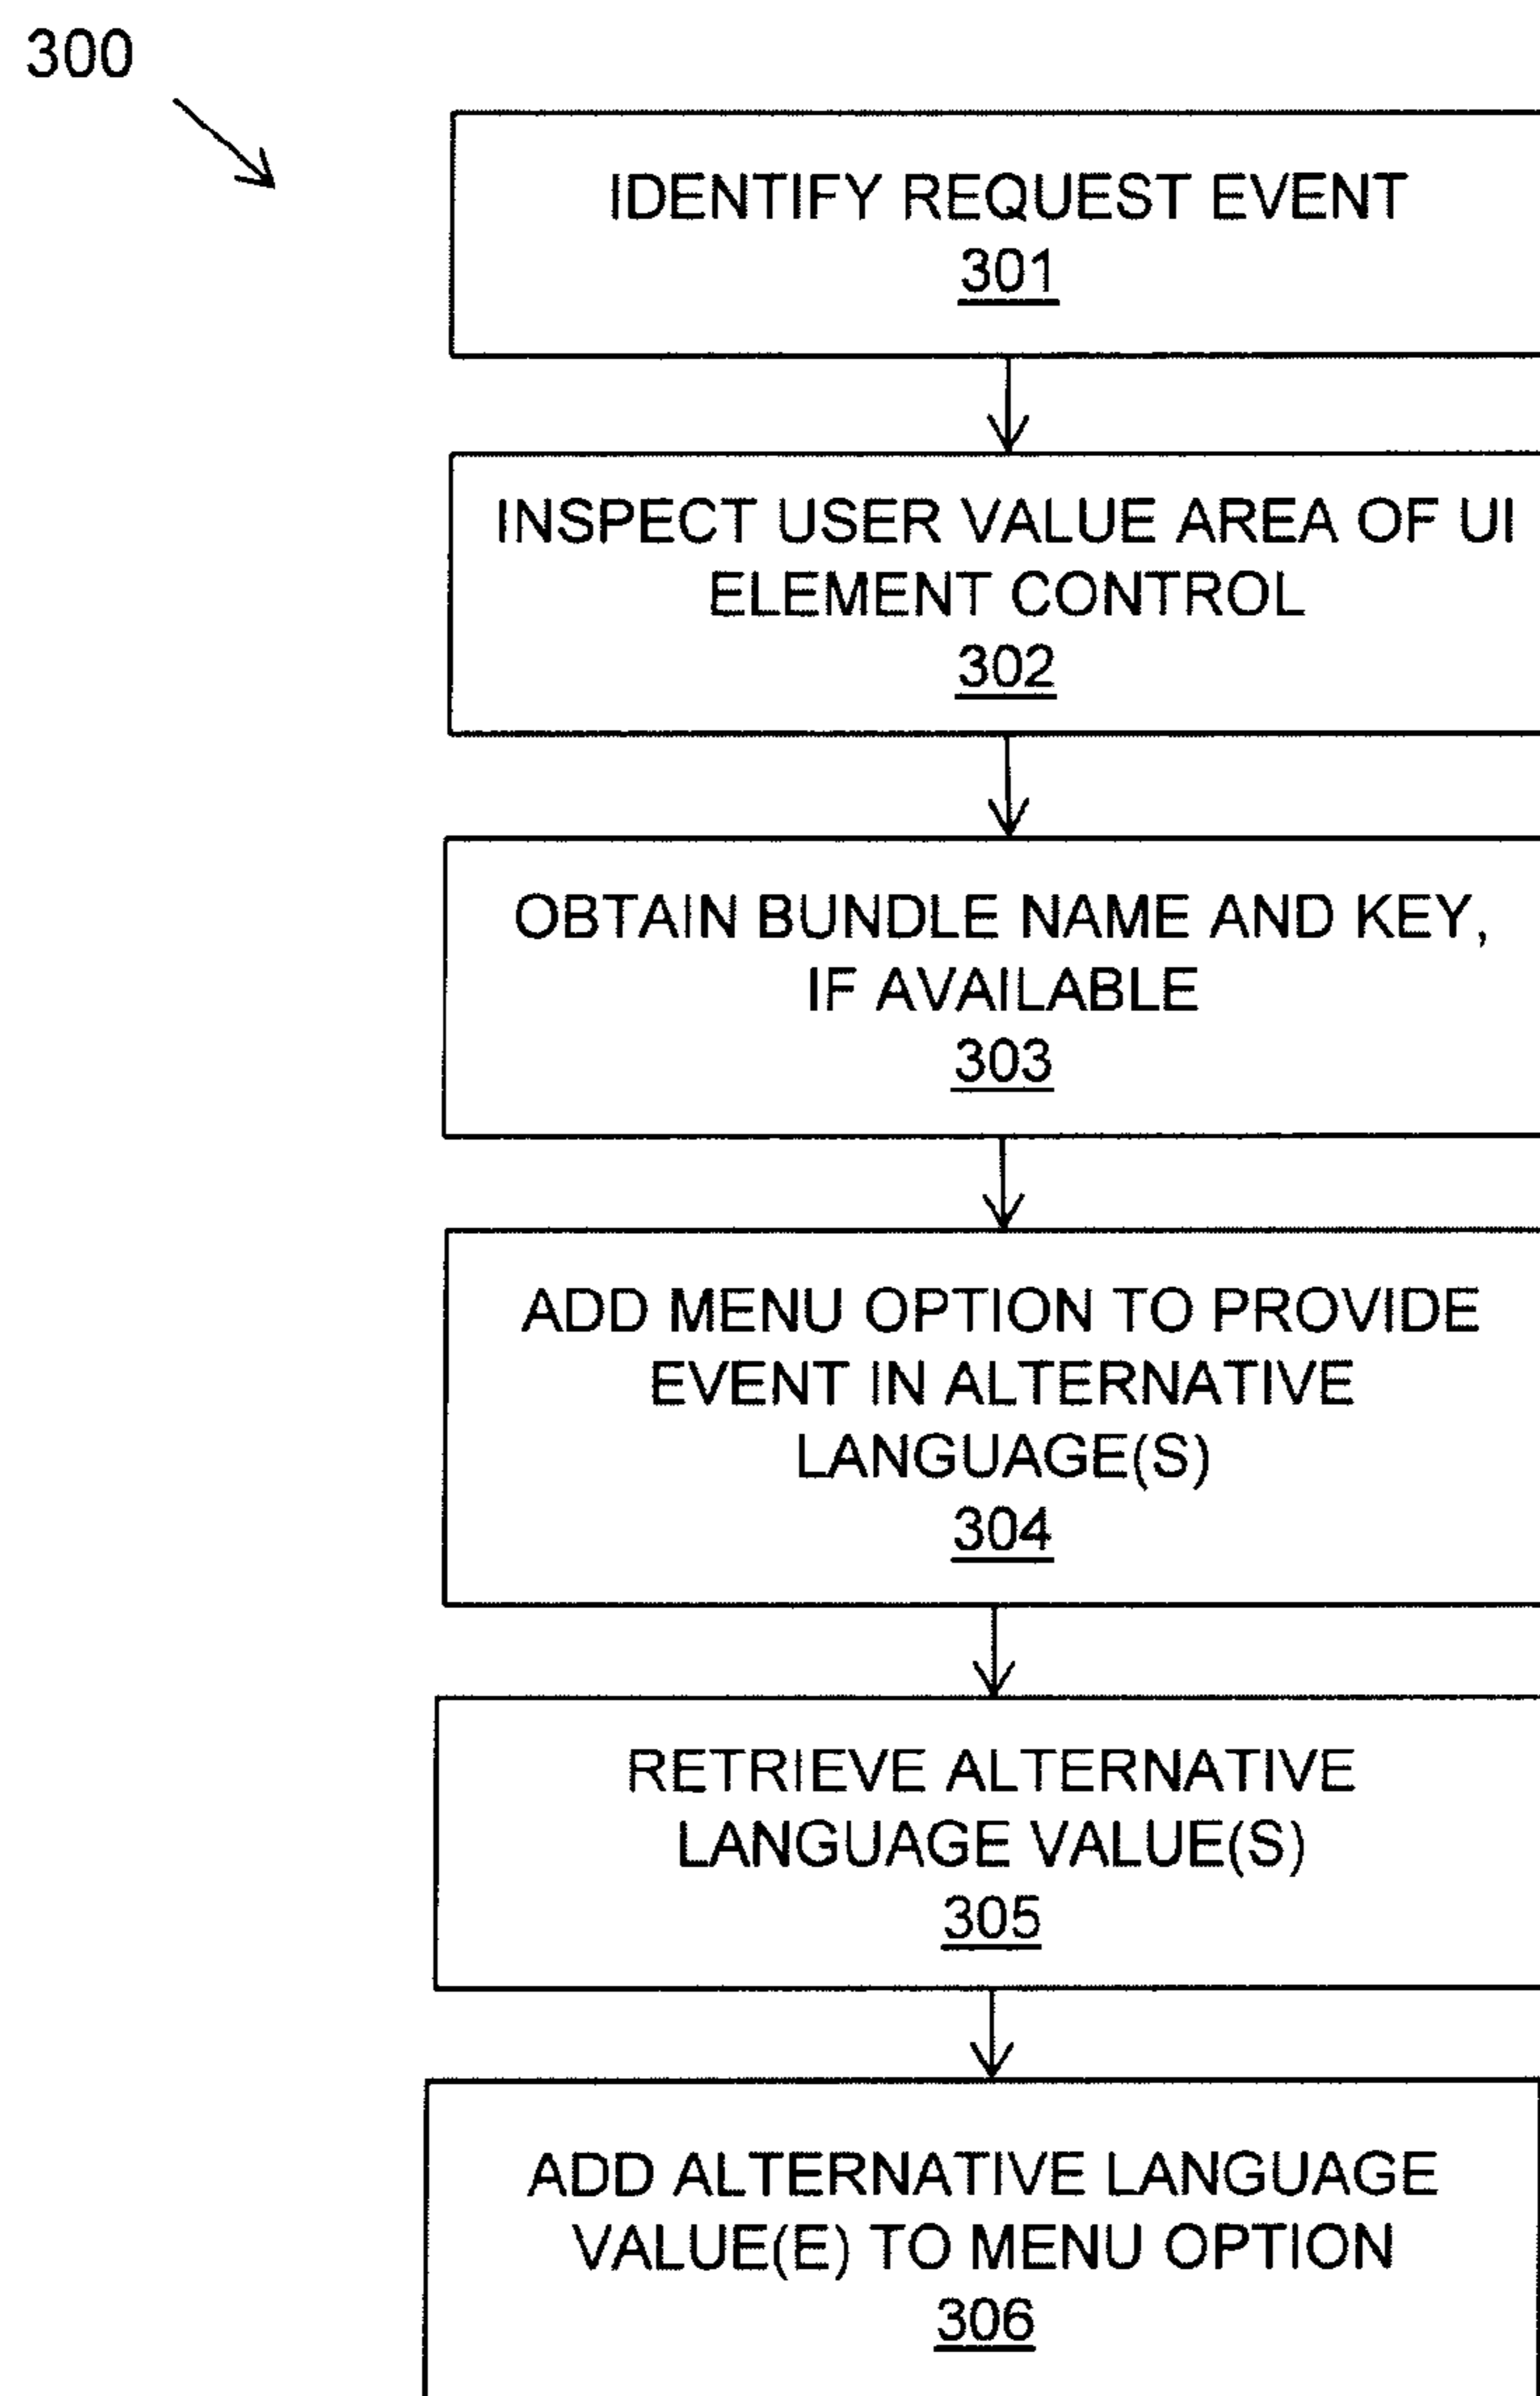 300
IDENTIFY REQUEST EVENT
301
INSPECT USER VALUE AREA OF UI
ELEMENT CONTROL
302
OBTAIN BUNDLE NAME AND KEY,
IF AVAILABLE
303
ADD MENU OPTION TO PROVIDE
EVENT IN ALTERNATIVE
LANGUAGE(S)
304
RETRIEVE ALTERNATIVE
LANGUAGE VALUE(S)
305
ADD ALTERNATIVE LANGUAGE
VALUE(E) TO MENU OPTION
306